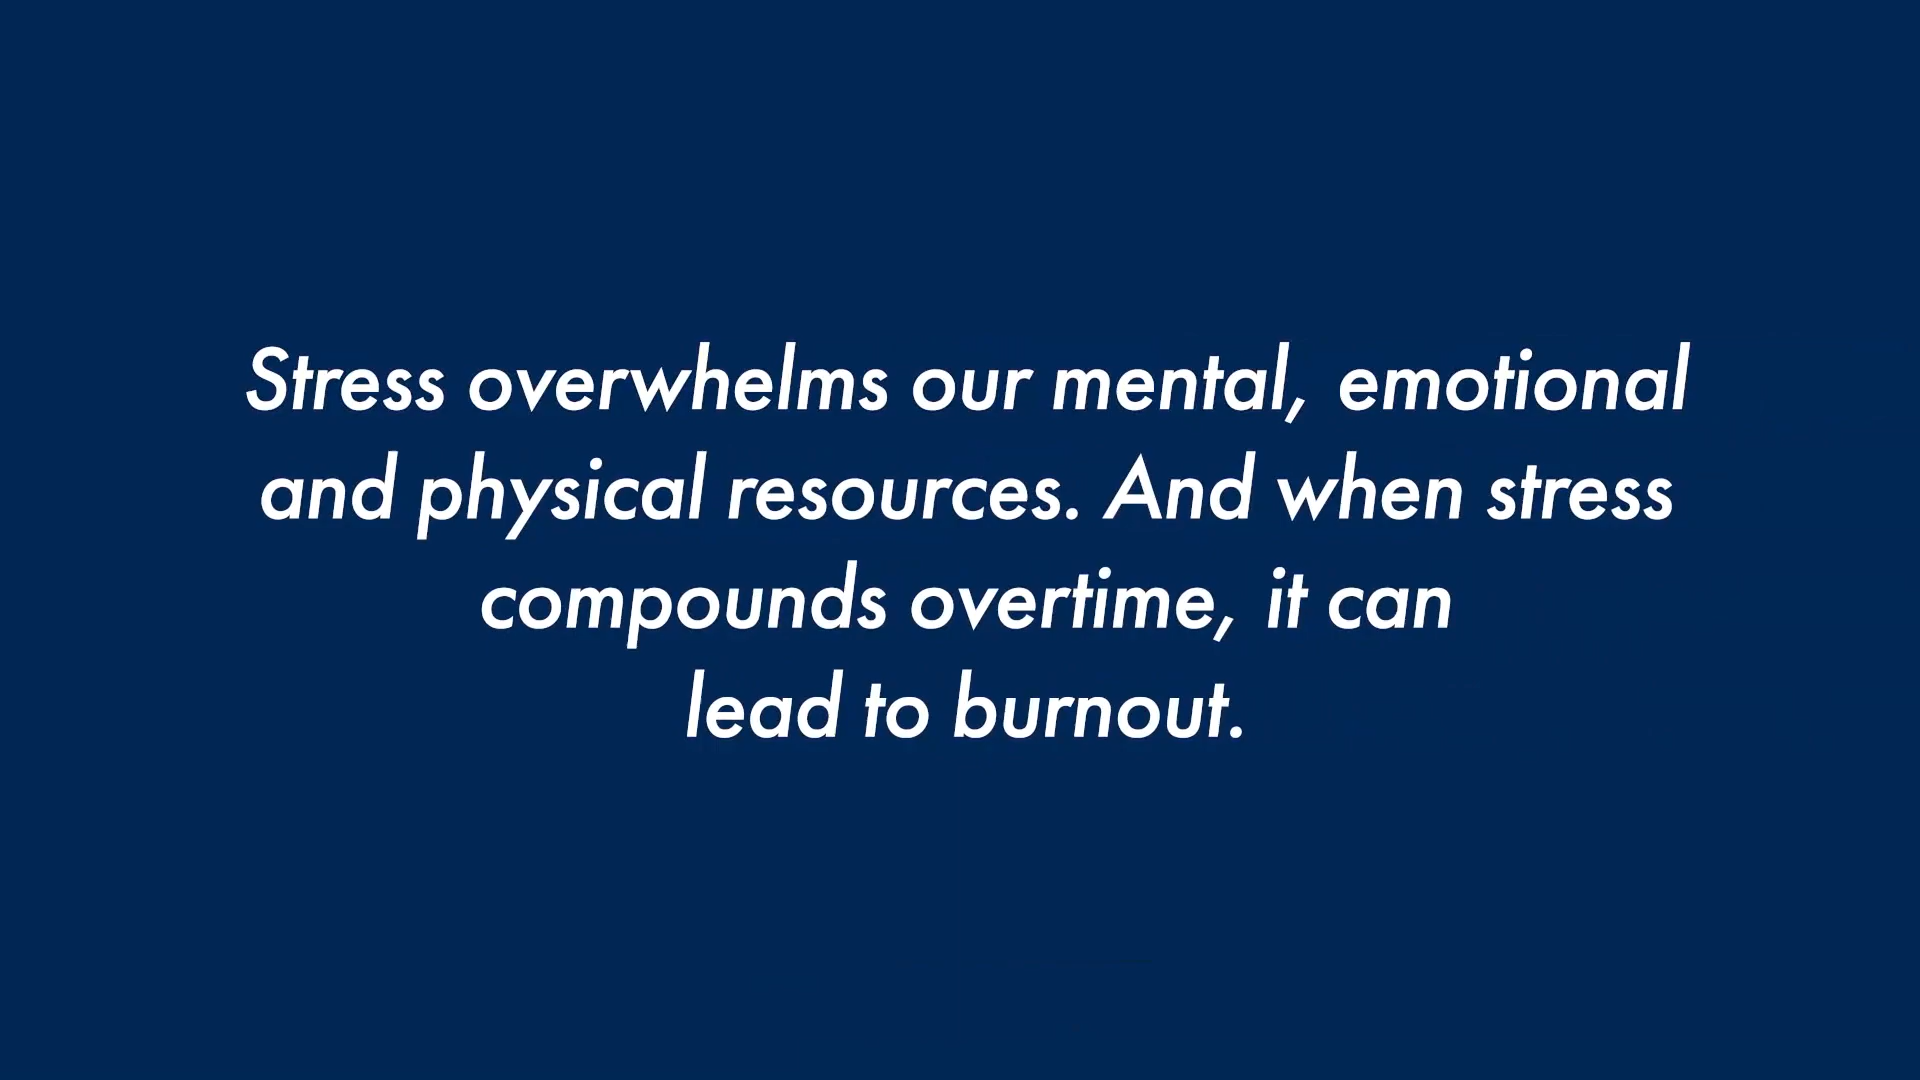 Stress overwhelms our mental, emotional
and physical resources. And when stress
compounds overtime, it can
lead to burnout.